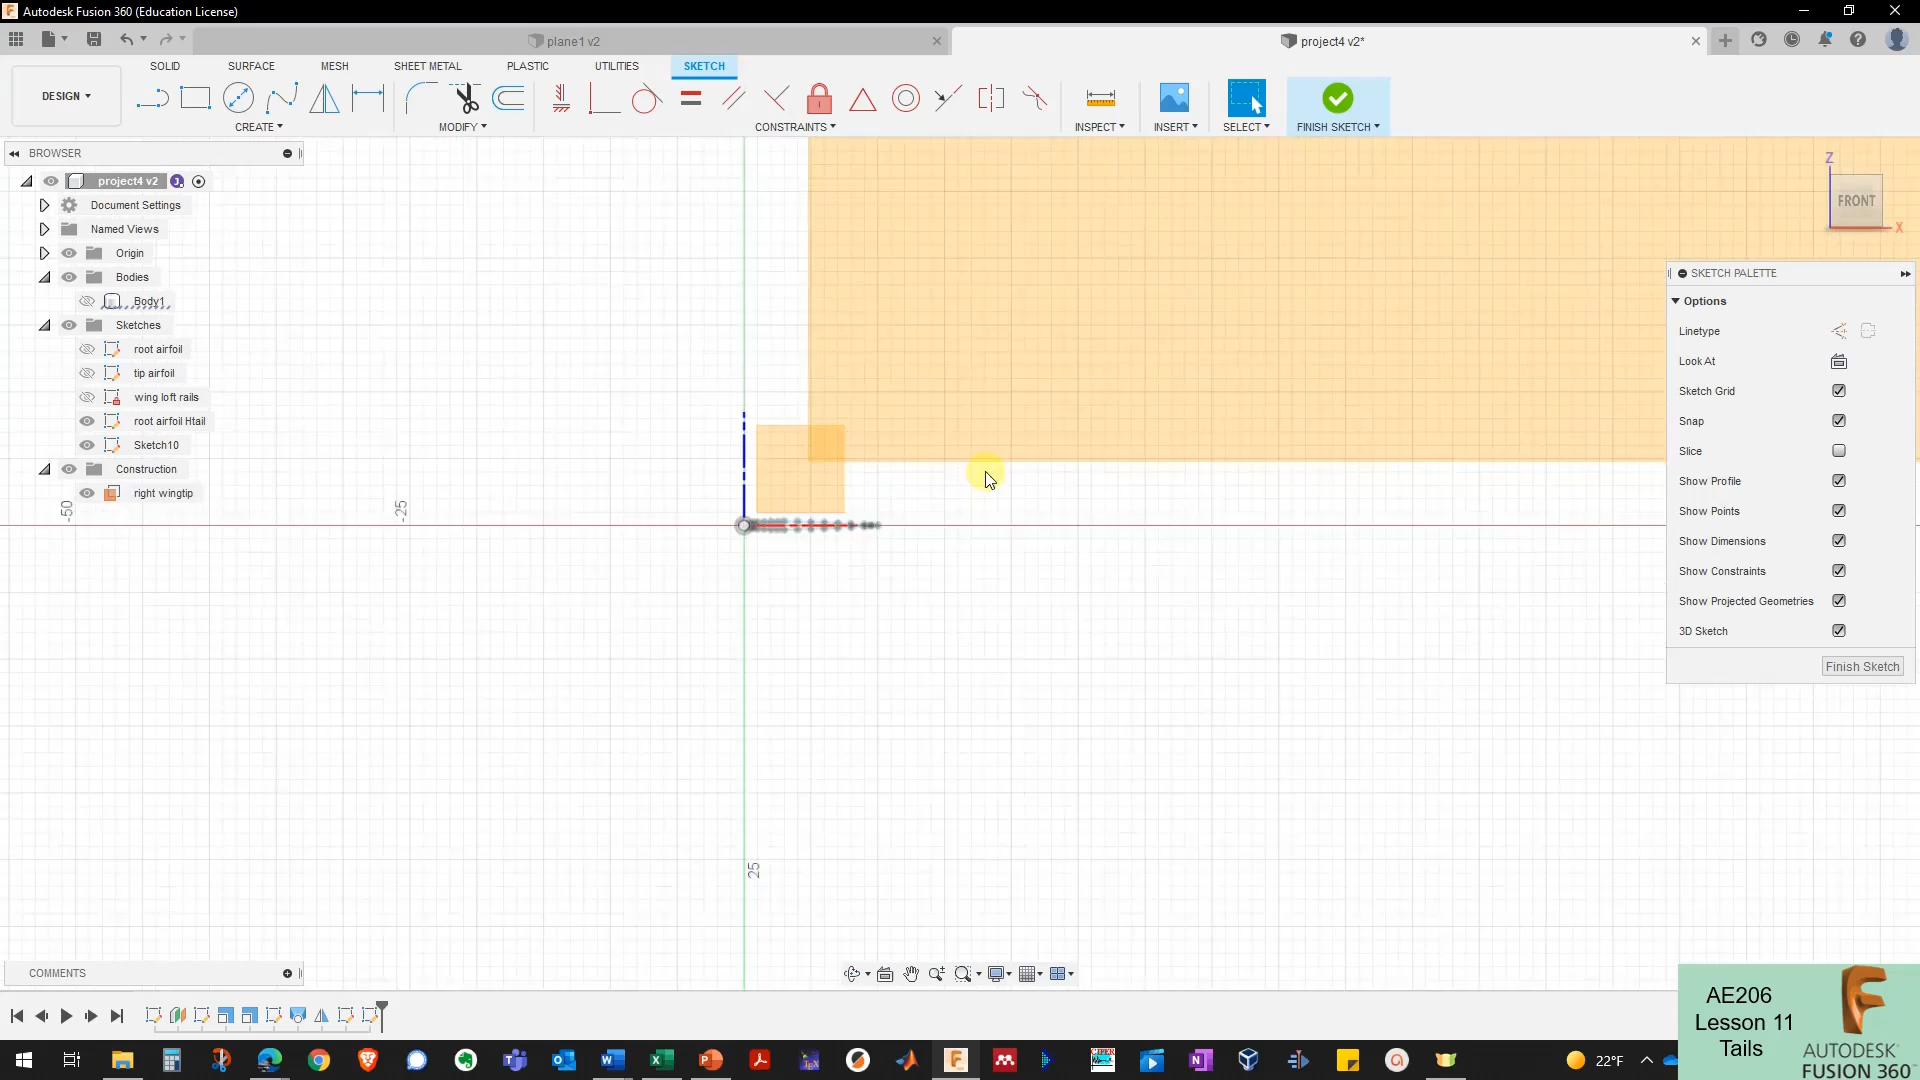 Autodesk Fusion 360 (Education License)
plane1 v2
project4 v2*
SOLID SURFACE MESH SHEET METAL PLASTIC UTILITIES SKETCH
DESIGN
CREATE MODIFY CONSTRAINTS INSPECT INSERT SELECT FINISH SKETCH
BROWSER
project4 v2
Document Settings
Named Views
Origin
Bodies
Body1
Sketches
root airfoil
tip airfoil
wing loft rails
root airfoil Htail
Sketch10
Construction
right wingtip
-50
-25
25
Z
FRONT
X
SKETCH PALETTE
Options
Linetype
Look At
Sketch Grid
Snap
Slice
Show Profile
Show Points
Show Dimensions
Show Constraints
Show Projected Geometries
3D Sketch
Finish Sketch
COMMENTS
AE206
Lesson 11
Tails
AUTODESK
FUSION 360
22°F